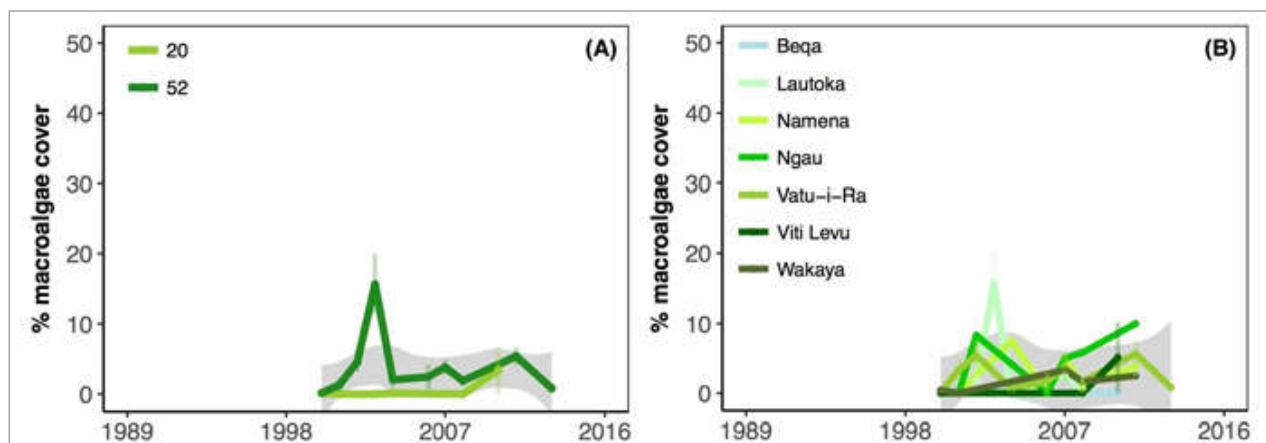 % macroalgae cover
50
40
30
20
10
0
20
52
(A)
1989
1998
2007
2016
% macroalgae cover
50
40
30
20
10
0
Beqa
Lautoka
Namena
Ngau
Vatu−i−Ra
Viti Levu
Wakaya
(B)
1989
1998
2007
2016